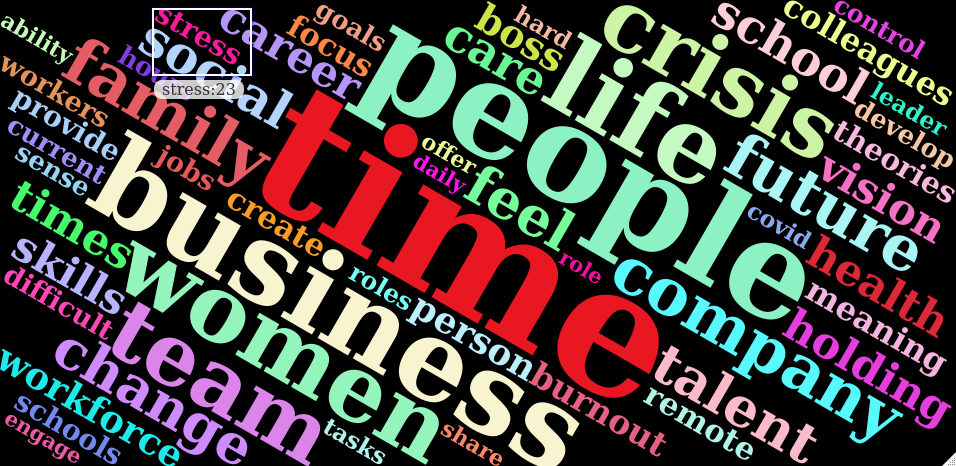 stress
control
goals
hard
colleagues
career
boss
crisis
school
ability
focus
social
care
life
leader
family
people
develop
workers
theories
provide
future
current
jobs
offer
vision
sense
daily
time
feel
covid
times
create
business
role
health
skills
women
roles
company
meaning
difficult
person
holding
team
change
talent
burnout
workforce
remote
schools
tasks
share
engage
stress:23